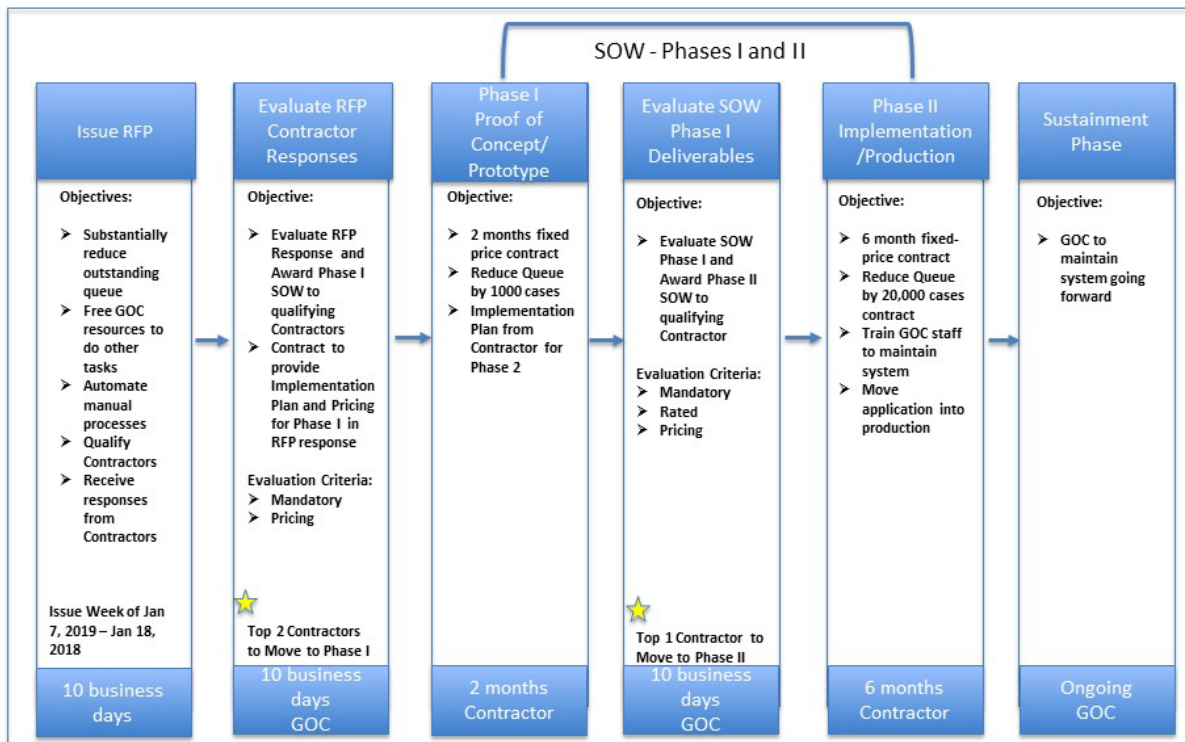 SOW - Phases I and II
Issue RFP
Objectives:
➢ Substantially
reduce
outstanding
queue
➢ Free GOC
resources to
do other
tasks
➢ Automate
manual
processes
➢ Qualify
Contractors
➢ Receive
responses
from
Contractors
Issue Week of Jan
7, 2019 – Jan 18,
2018
10 business
days
Evaluate RFP
Contractor
Responses
Objective:
➢ Evaluate RFP
Response and
Award Phase I
SOW to
qualifying
Contractors
➢ Contract to
provide
Implementation
Plan and Pricing
for Phase I in
RFP response
Evaluation Criteria:
➢ Mandatory
➢ Pricing
Top 2 Contractors
to Move to Phase I
10 business
days
GOC
Phase I
Proof of
Concept/
Prototype
Objective:
➢ 2 months fixed
price contract
➢ Reduce Queue
by 1000 cases
➢ Implementation
Plan from
Contractor for
Phase 2
2 months
Contractor
Evaluate SOW
Phase I
Deliverables
Objective:
➢ Evaluate SOW
Phase I and
Award Phase II
SOW to
qualifying
Contractor
Evaluation Criteria:
➢ Mandatory
➢ Rated
➢ Pricing
Top 1 Contractor to
Move to Phase II
10 business
days
GOC
Phase II
Implementation
/Production
Objective:
➢ 6 month fixed-
price contract
➢ Reduce Queue
by 20,000 cases
contract
➢ Train GOC staff
to maintain
system
➢ Move
application into
production
6 months
Contractor
Sustainment
Phase
Objective:
➢ GOC to
maintain
system going
forward
Ongoing
GOC